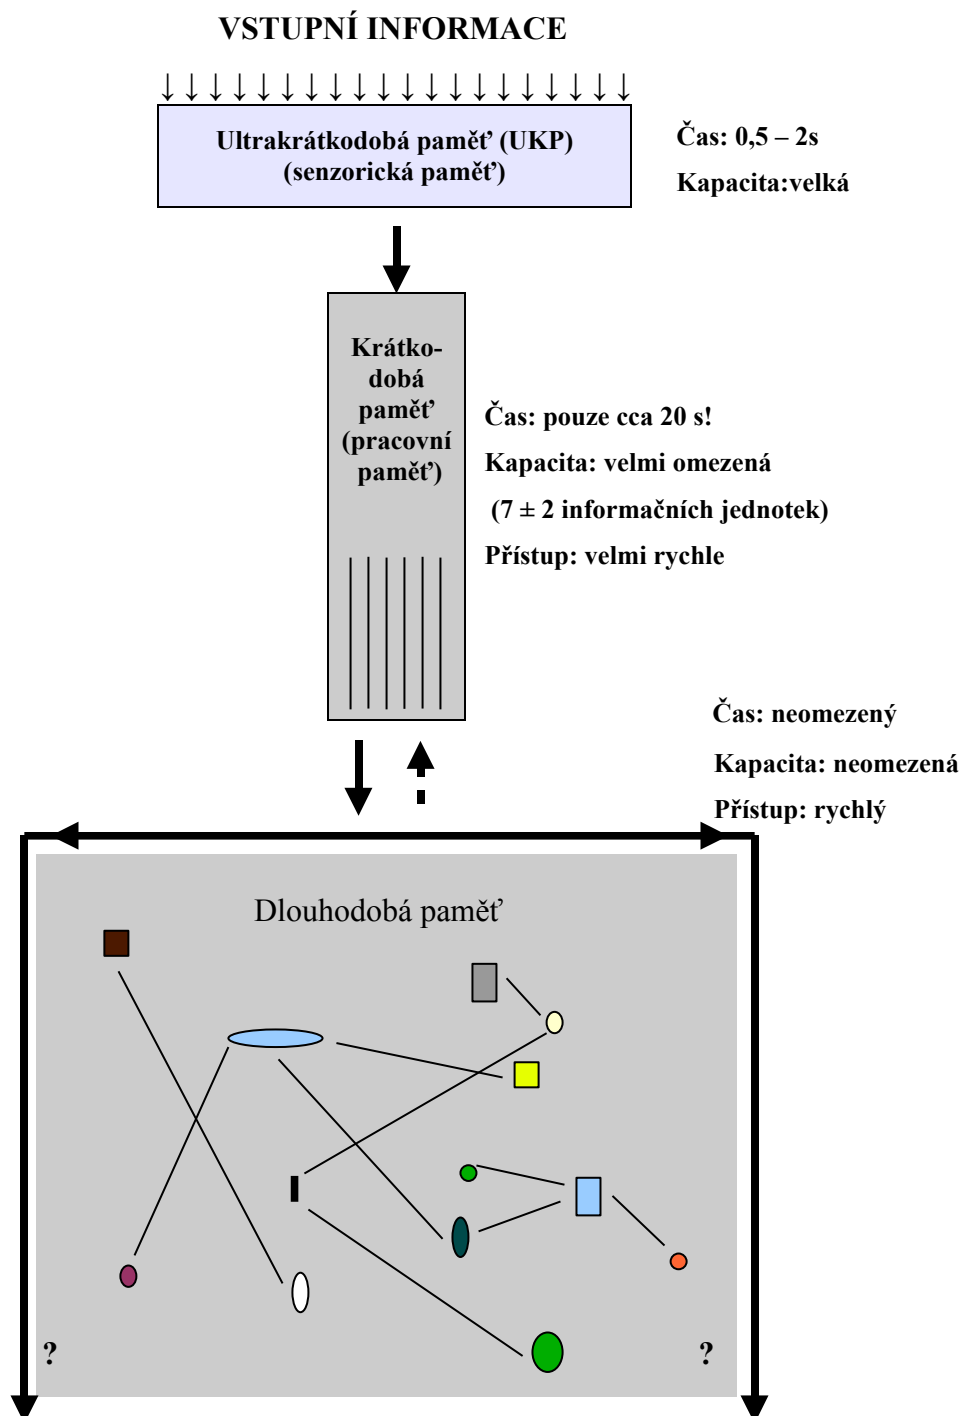 VSTUPNÍ INFORMACE
↓↓↓↓↓↓↓↓↓↓↓↓↓↓↓↓↓↓↓↓
Ultrakrátkodobá paměť (UKP)
(senzorická paměť)
Čas: 0,5 – 2s
Kapacita:velká
Krátko-
dobá
paměť
(pracovní
paměť)
Čas: pouze cca 20 s!
Kapacita: velmi omezená
(7 ± 2 informačních jednotek)
Přístup: velmi rychle
Čas: neomezený
Kapacita: neomezená
Přístup: rychlý
Dlouhodobá paměť
?
?